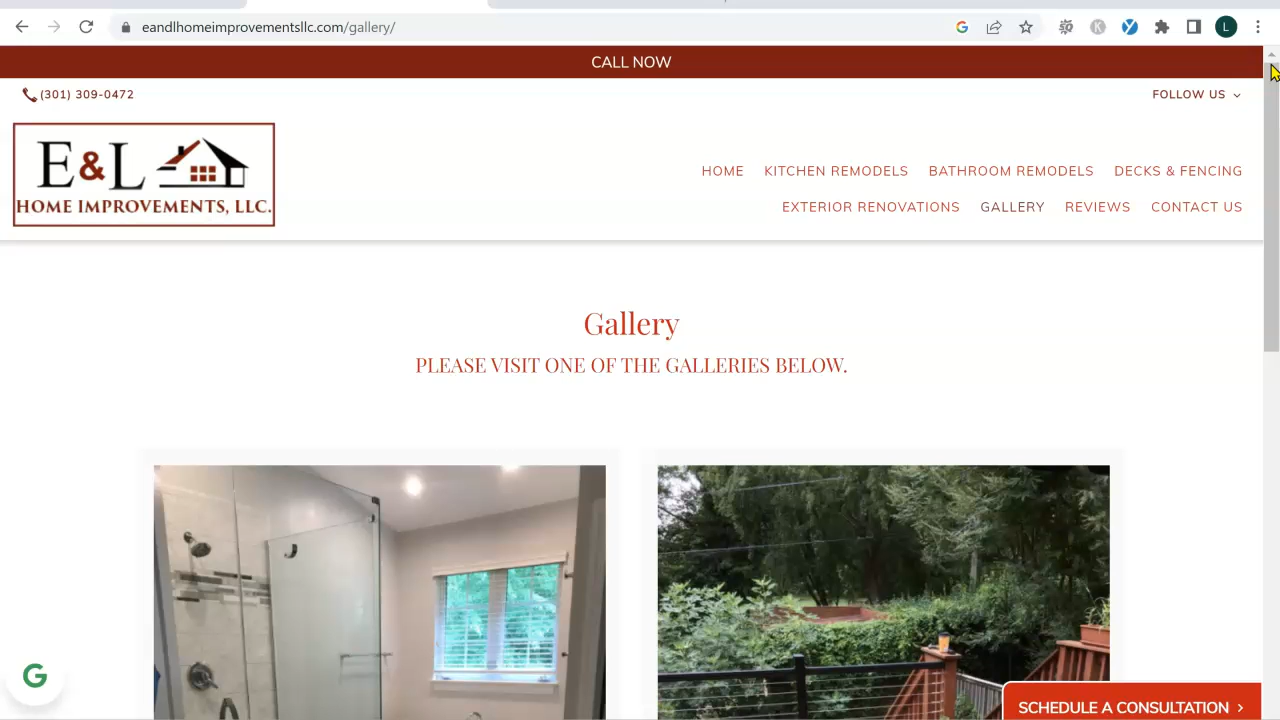 eandlhomeimprovementsllc.com/gallery/
L
CALL NOW
(301) 309-0472
FOLLOW US
E&L
HOME IMPROVEMENTS, LLC.
HOME KITCHEN REMODELS BATHROOM REMODELS DECKS & FENCING
EXTERIOR RENOVATIONS GALLERY REVIEWS CONTACT US
Gallery
PLEASE VISIT ONE OF THE GALLERIES BELOW.
G
SCHEDULE A CONSULTATION